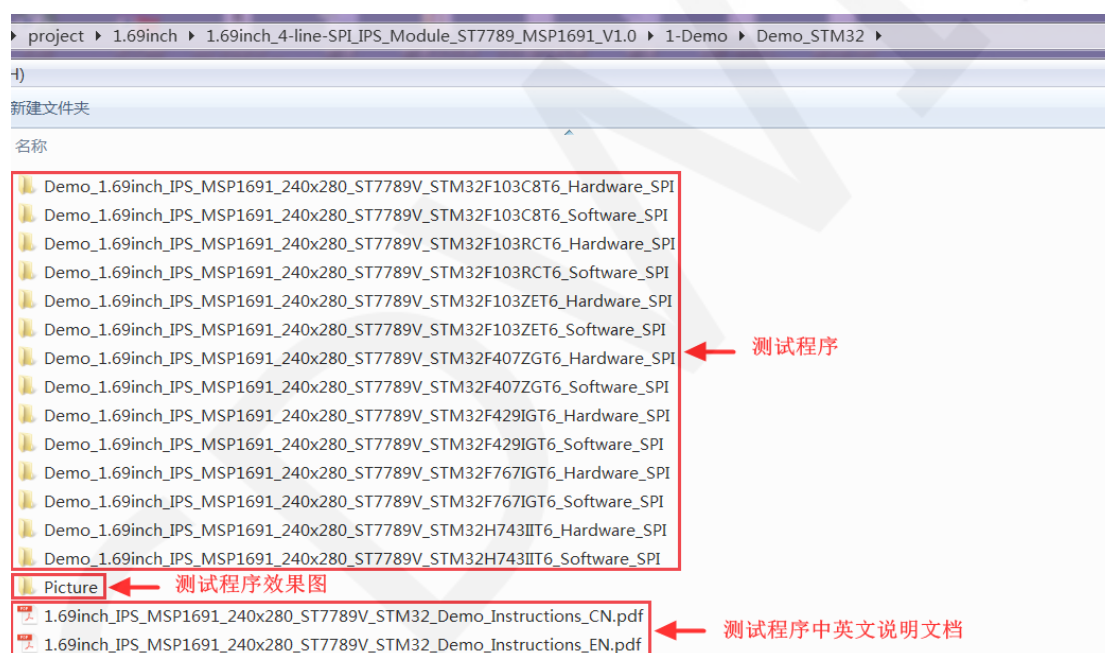 project ▸ 1.69inch ▸ 1.69inch_4-line-SPI_IPS_Module_ST7789_MSP1691_V1.0 ▸ 1-Demo ▸ Demo_STM32 ▸
H)
新建文件夹
名称
Demo_1.69inch_IPS_MSP1691_240x280_ST7789V_STM32F103C8T6_Hardware_SPI
Demo_1.69inch_IPS_MSP1691_240x280_ST7789V_STM32F103C8T6_Software_SPI
Demo_1.69inch_IPS_MSP1691_240x280_ST7789V_STM32F103RCT6_Hardware_SPI
Demo_1.69inch_IPS_MSP1691_240x280_ST7789V_STM32F103RCT6_Software_SPI
Demo_1.69inch_IPS_MSP1691_240x280_ST7789V_STM32F103ZET6_Hardware_SPI
Demo_1.69inch_IPS_MSP1691_240x280_ST7789V_STM32F103ZET6_Software_SPI
Demo_1.69inch_IPS_MSP1691_240x280_ST7789V_STM32F407ZGT6_Hardware_SPI 测试程序
Demo_1.69inch_IPS_MSP1691_240x280_ST7789V_STM32F407ZGT6_Software_SPI
Demo_1.69inch_IPS_MSP1691_240x280_ST7789V_STM32F429IGT6_Hardware_SPI
Demo_1.69inch_IPS_MSP1691_240x280_ST7789V_STM32F429IGT6_Software_SPI
Demo_1.69inch_IPS_MSP1691_240x280_ST7789V_STM32F767IGT6_Hardware_SPI
Demo_1.69inch_IPS_MSP1691_240x280_ST7789V_STM32F767IGT6_Software_SPI
Demo_1.69inch_IPS_MSP1691_240x280_ST7789V_STM32H743IIT6_Hardware_SPI
Demo_1.69inch_IPS_MSP1691_240x280_ST7789V_STM32H743IIT6_Software_SPI
Picture 测试程序效果图
1.69inch_IPS_MSP1691_240x280_ST7789V_STM32_Demo_Instructions_CN.pdf
测试程序中英文说明文档
1.69inch_IPS_MSP1691_240x280_ST7789V_STM32_Demo_Instructions_EN.pdf